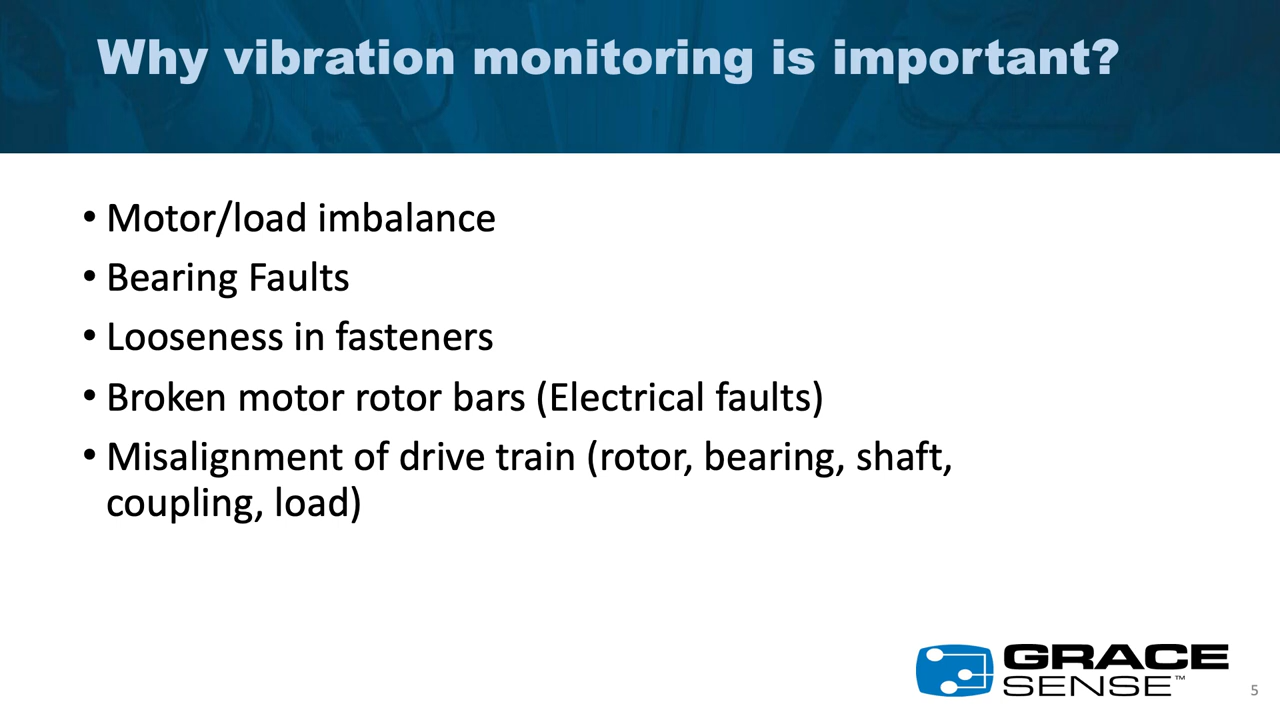 Why vibration monitoring is important?
• Motor/load imbalance
• Bearing Faults
• Looseness in fasteners
• Broken motor rotor bars (Electrical faults)
• Misalignment of drive train (rotor, bearing, shaft,
coupling, load)
GRACE
SENSE™
5